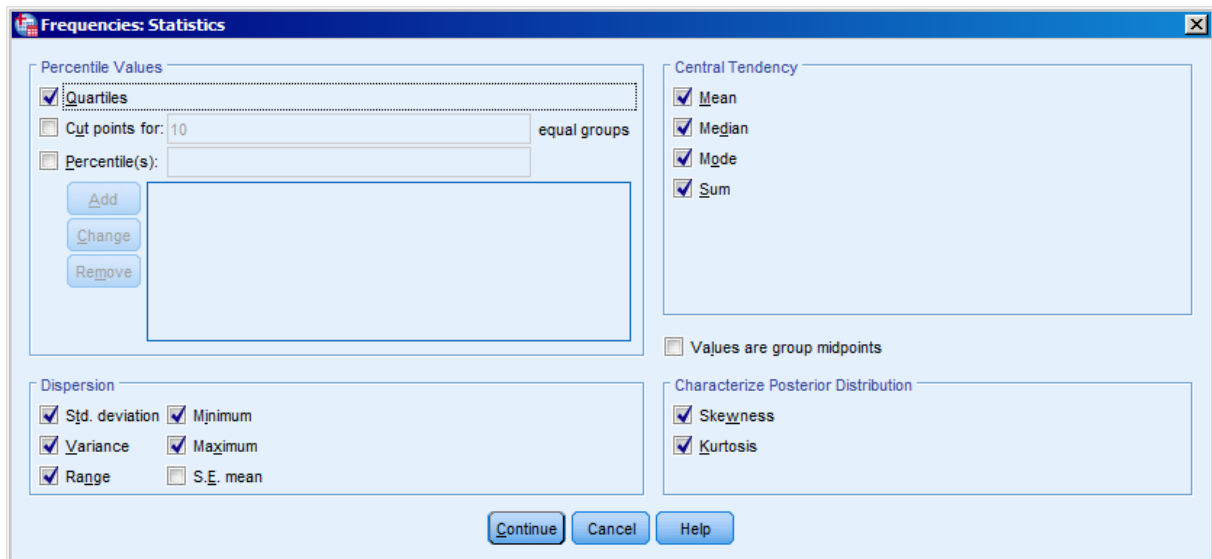 Frequencies: Statistics
Percentile Values
Quartiles
Cut points for: 10 equal groups
Percentile(s):
Add
Change
Remove
Central Tendency
Mean
Median
Mode
Sum
Values are group midpoints
Dispersion
Std. deviation Minimum
Variance Maximum
Range S.E. mean
Characterize Posterior Distribution
Skewness
Kurtosis
Continue Cancel Help